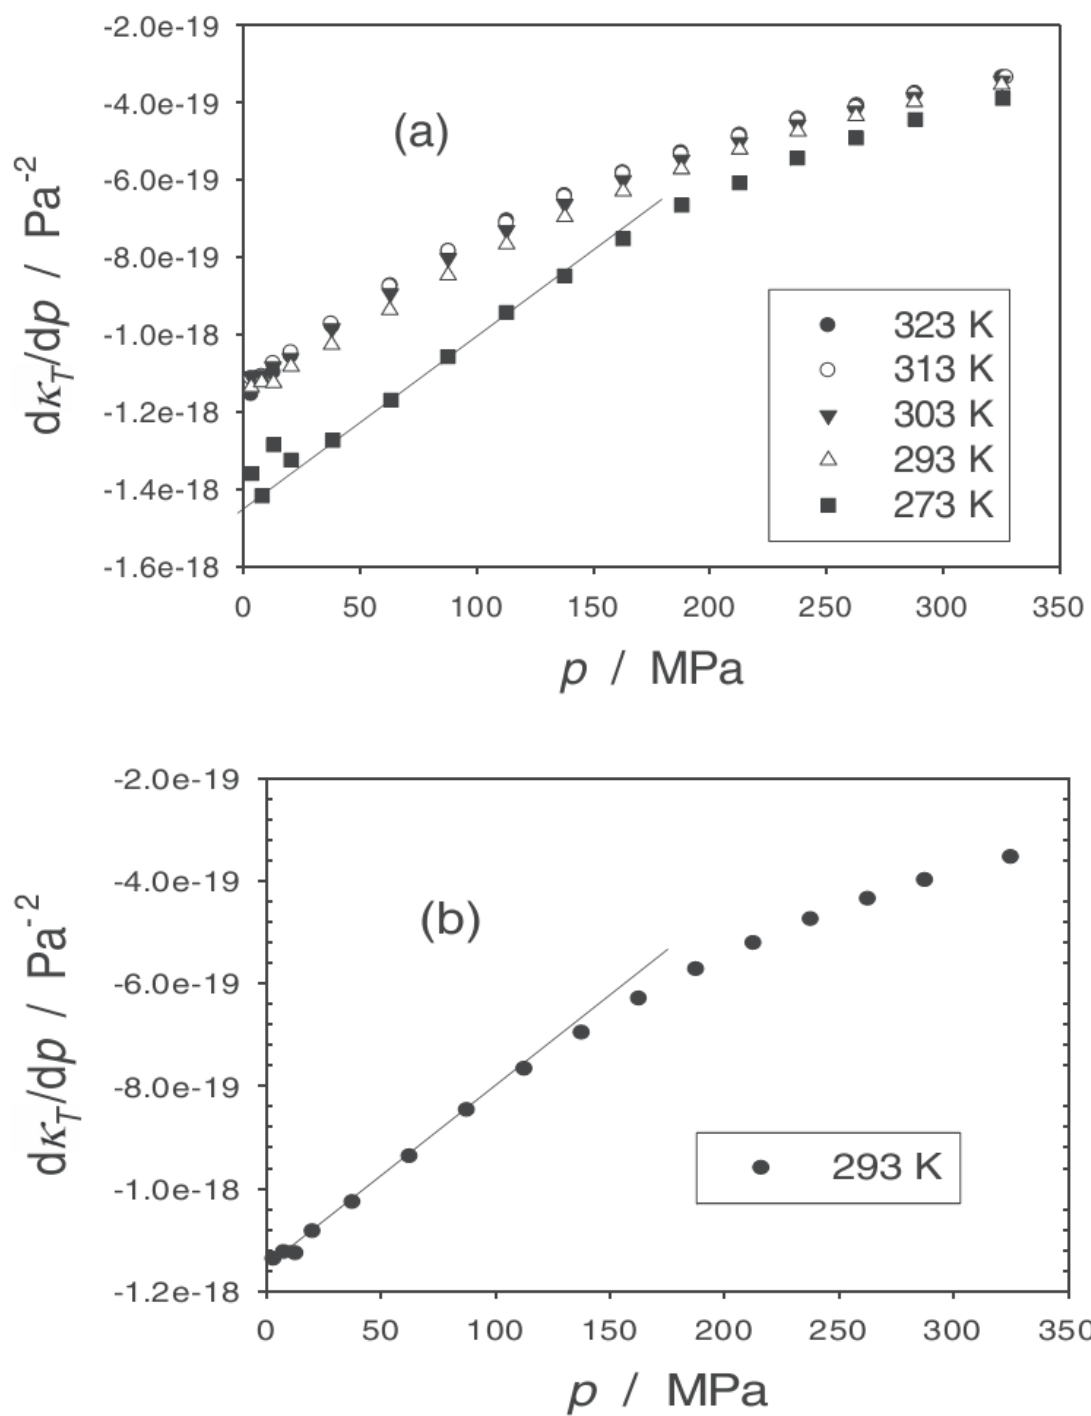 -2.0e-19
-4.0e-19
-6.0e-19
-8.0e-19
-1.0e-18
-1.2e-18
-1.4e-18
-1.6e-18
dκT/dp / Pa-2
(a)
323 K
313 K
303 K
293 K
273 K
0 50 100 150 200 250 300 350
p / MPa
-2.0e-19
-4.0e-19
-6.0e-19
-8.0e-19
-1.0e-18
-1.2e-18
dκT/dp / Pa-2
(b)
293 K
0 50 100 150 200 250 300 350
p / MPa